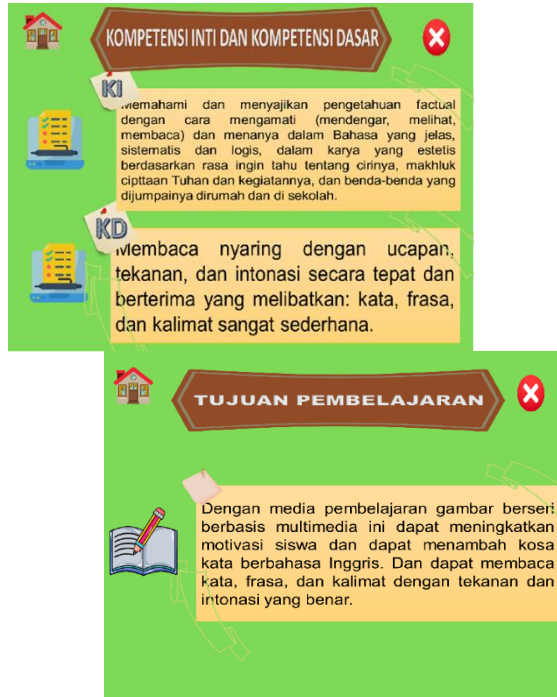 KOMPETENSI INTI DAN KOMPETENSI DASAR
KI
Memahami dan menyajikan pengetahuan factual
dengan cara mengamati (mendengar, melihat,
membaca) dan menanya dalam Bahasa yang jelas,
sistematis dan logis, dalam karya yang estetis
berdasarkan rasa ingin tahu tentang cirinya, makhluk
cipttaan Tuhan dan kegiatannya, dan benda-benda yang
dijumpainya dirumah dan di sekolah.
KD
Membaca nyaring dengan ucapan,
tekanan, dan intonasi secara tepat dan
berterima yang melibatkan: kata, frasa,
dan kalimat sangat sederhana.
TUJUAN PEMBELAJARAN
Dengan media pembelajaran gambar berseri
berbasis multimedia ini dapat meningkatkan
motivasi siswa dan dapat menambah kosa
kata berbahasa Inggris. Dan dapat membaca
kata, frasa, dan kalimat dengan tekanan dan
intonasi yang benar.